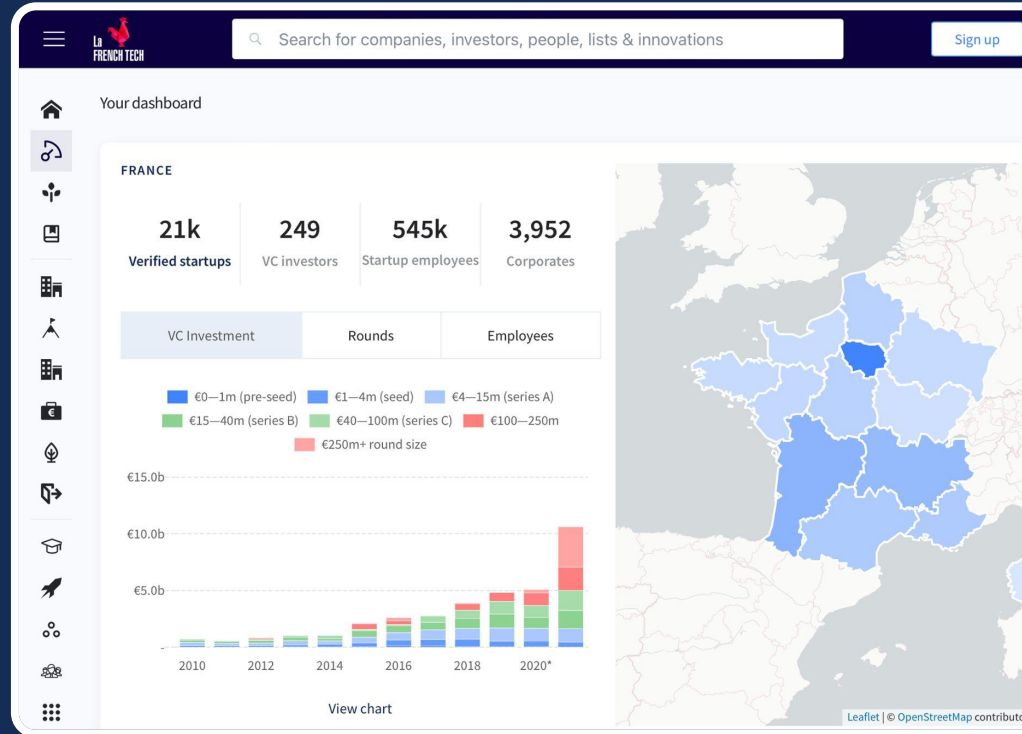 La
FRENCH TECH
Search for companies, investors, people, lists & innovations
Sign up
Your dashboard
FRANCE
21k 249 545k 3,952
Verified startups VC investors Startup employees Corporates
VC Investment Rounds Employees
€0—1m (pre-seed) €1—4m (seed) €4—15m (series A)
€15—40m (series B) €40—100m (series C) €100—250m
€250m+ round size
€15.0b
€10.0b
€5.0b
-
2010 2012 2014 2016 2018 2020*
View chart
Leaflet | © OpenStreetMap contributo